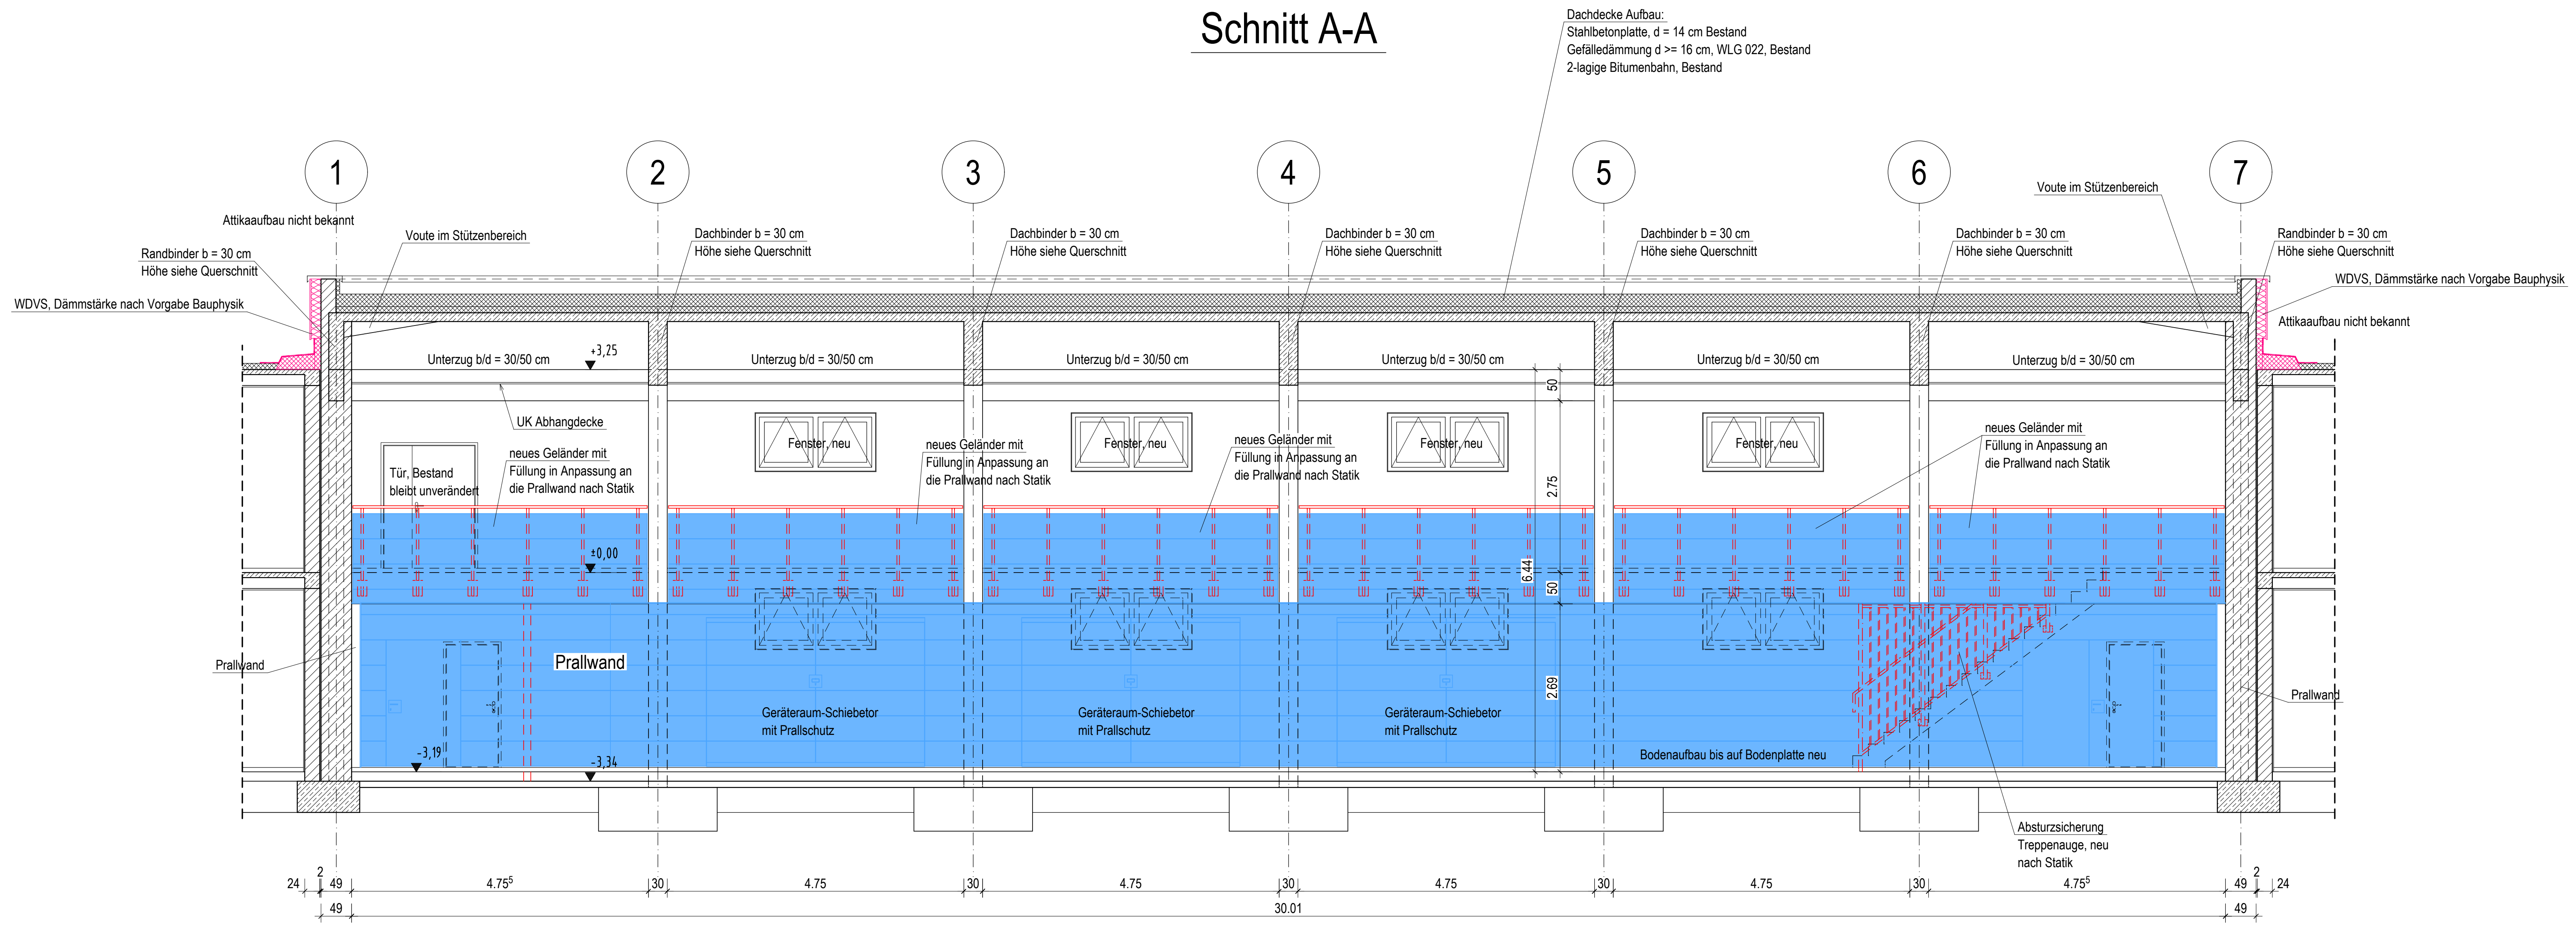 Schnitt A-A
Dachdecke Aufbau:
Stahlbetonplatte, d = 14 cm Bestand
Gefälledämmung d >= 16 cm, WLG 022, Bestand
2-lagige Bitumenbahn, Bestand
1
2
3
4
5
6
7
Attikaaufbau nicht bekannt
Voute im Stützenbereich
Randbinder b = 30 cm
Höhe siehe Querschnitt
WDVS, Dämmstärke nach Vorgabe Bauphysik
Dachbinder b = 30 cm
Höhe siehe Querschnitt
Dachbinder b = 30 cm
Höhe siehe Querschnitt
Dachbinder b = 30 cm
Höhe siehe Querschnitt
Dachbinder b = 30 cm
Höhe siehe Querschnitt
Dachbinder b = 30 cm
Höhe siehe Querschnitt
Voute im Stützenbereich
Randbinder b = 30 cm
Höhe siehe Querschnitt
WDVS, Dämmstärke nach Vorgabe Bauphysik
Attikaaufbau nicht bekannt
Unterzug b/d = 30/50 cm
+3,25
Unterzug b/d = 30/50 cm
Unterzug b/d = 30/50 cm
Unterzug b/d = 30/50 cm
Unterzug b/d = 30/50 cm
Unterzug b/d = 30/50 cm
UK Abhangdecke
Tür, Bestand
bleibt unverändert
neues Geländer mit
Füllung in Anpassung an
die Prallwand nach Statik
Fenster, neu
neues Geländer mit
Füllung in Anpassung an
die Prallwand nach Statik
Fenster, neu
neues Geländer mit
Füllung in Anpassung an
die Prallwand nach Statik
Fenster, neu
Fenster, neu
neues Geländer mit
Füllung in Anpassung an
die Prallwand nach Statik
50
2.75
6.44
50
2.69
±0,00
Prallwand
Prallwand
Geräteraum-Schiebetor
mit Prallschutz
Geräteraum-Schiebetor
mit Prallschutz
Geräteraum-Schiebetor
mit Prallschutz
Bodenaufbau bis auf Bodenplatte neu
Prallwand
-3,19
-3,34
Absturzsicherung
Treppenauge, neu
nach Statik
24
2
49
4.75⁵
30
4.75
30
4.75
30
4.75
30
4.75
30
4.75⁵
49
2
24
49
30.01
49